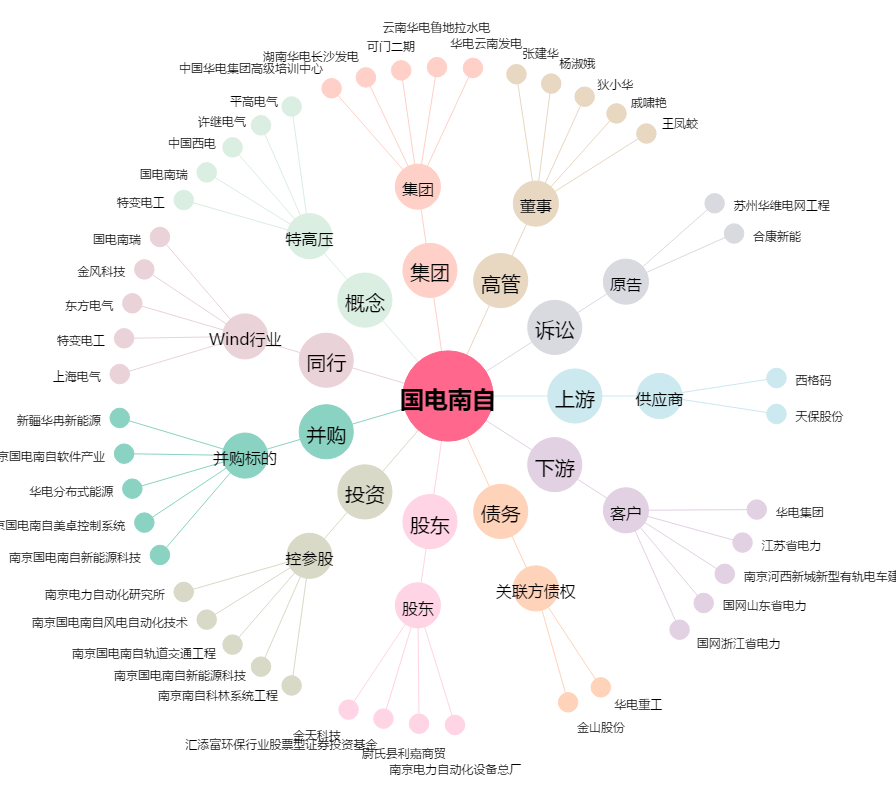 云南华电鲁地拉水电
华电云南发电
可门二期
湖南华电长沙发电
中国华电集团高级培训中心
集团
集团
张建华
杨淑娥
狄小华
戚啸艳
王凤蛟
董事
高管
苏州华维电网工程
合康新能
原告
诉讼
西格码
天保股份
供应商
上游
华电集团
江苏省电力
南京河西新城新型有轨电车建
国网山东省电力
国网浙江省电力
客户
下游
华电重工
金山股份
关联方债权
债务
金天科技
汇添富环保行业股票型证券投资基金
尉氏县利嘉商贸
南京电力自动化设备总厂
股东
股东
南京电力自动化研究所
南京国电南自风电自动化技术
南京国电南自轨道交通工程
南京国电南自新能源科技
南京南自科林系统工程
控参股
投资
新疆华冉新能源
京国电南自软件产业
华电分布式能源
京国电南自美卓控制系统
南京国电南自新能源科技
并购标的
并购
国电南瑞
金风科技
东方电气
特变电工
上海电气
Wind行业
同行
平高电气
许继电气
中国西电
国电南瑞
特变电工
特高压
概念
国电南自